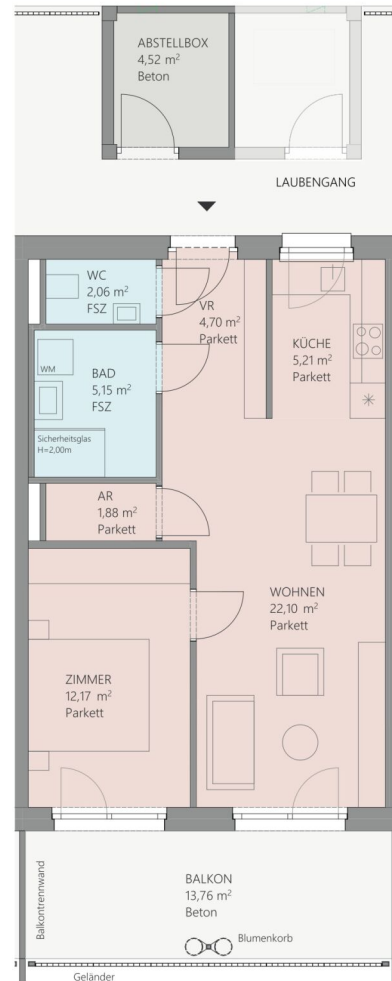 ABSTELLBOX
4,52 m²
Beton
LAUBENGANG
WC
2,06 m²
FSZ
VR
4,70 m²
Parkett
KÜCHE
5,21 m²
Parkett
WM
BAD
5,15 m²
FSZ
Sicherheitsglas
H=2,00m
AR
1,88 m²
Parkett
WOHNEN
22,10 m²
Parkett
ZIMMER
12,17 m²
Parkett
Balkontrennwand
BALKON
13,76 m²
Beton
Blumenkorb
Geländer